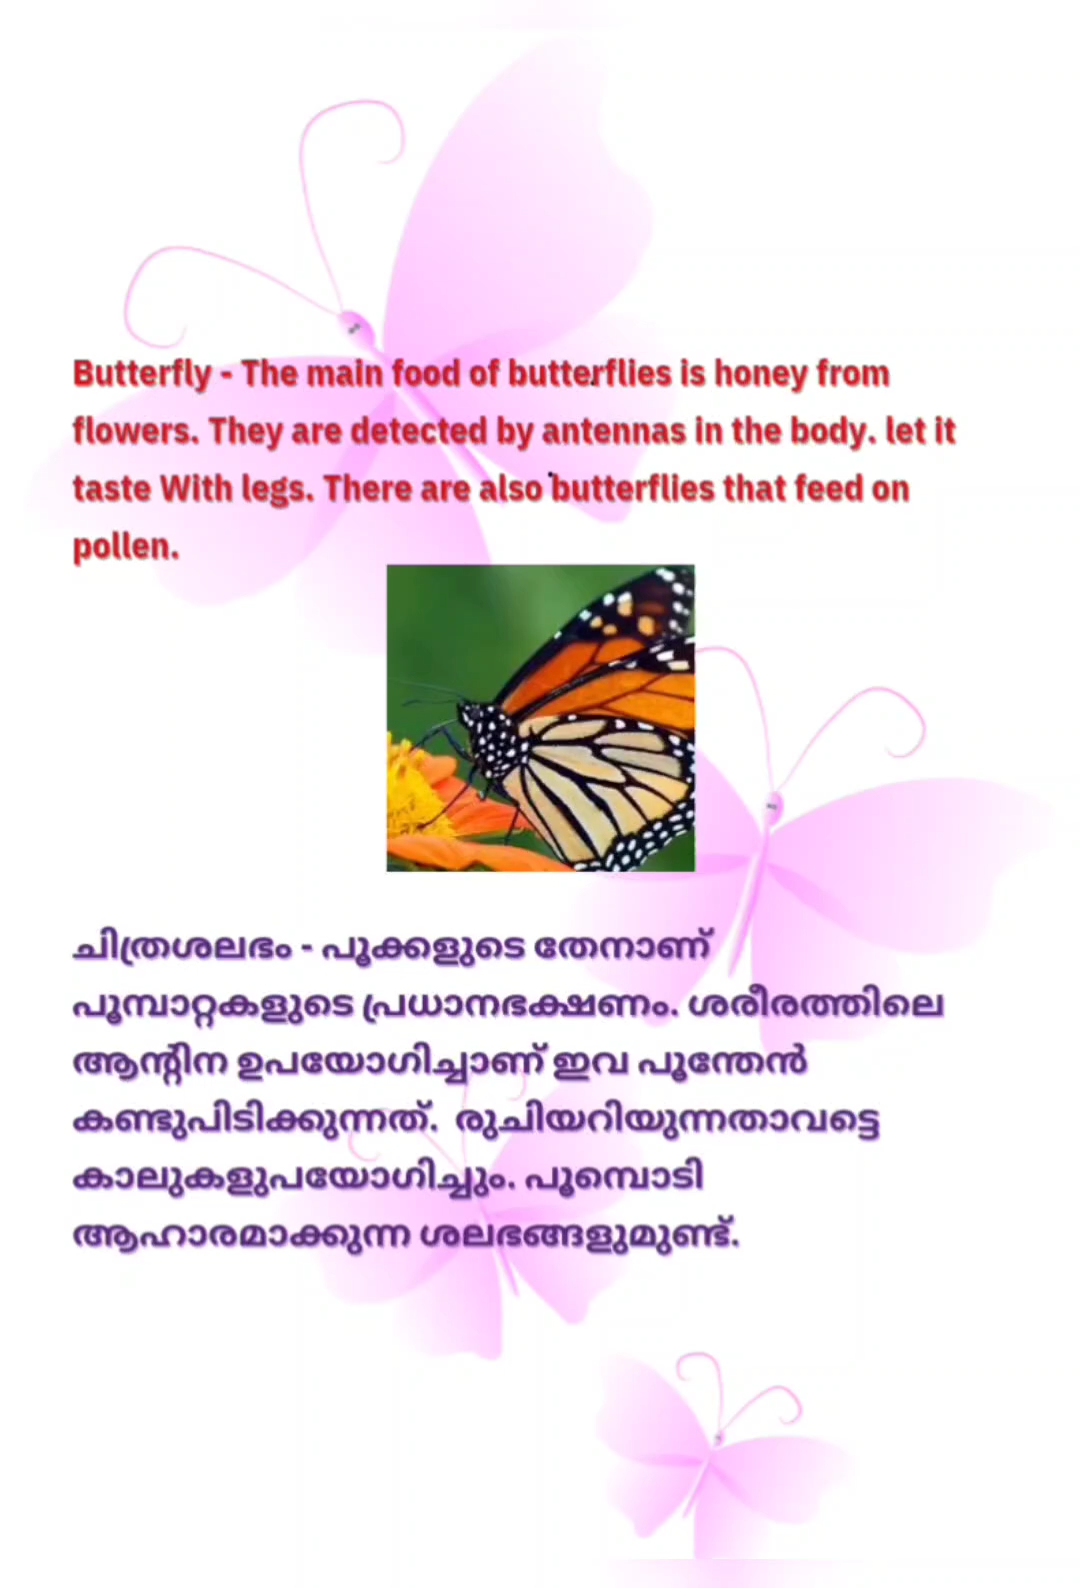 Butterfly - The main food of butterflies is honey from
flowers. They are detected by antennas in the body. let it
taste With legs. There are also butterflies that feed on
pollen.
ചിത്രശലഭം - പൂക്കളുടെ തേനാണ്
പൂമ്പാറ്റകളുടെ പ്രധാനഭക്ഷണം. ശരീരത്തിലെ
ആന്റിന ഉപയോഗിച്ചാണ് ഇവ പൂന്തേൻ
കണ്ടുപിടിക്കുന്നത്. രുചിയറിയുന്നതാവട്ടെ
കാലുകളുപയോഗിച്ചും. പൂമ്പൊടി
ആഹാരമാക്കുന്ന ശലഭങ്ങളുമുണ്ട്.